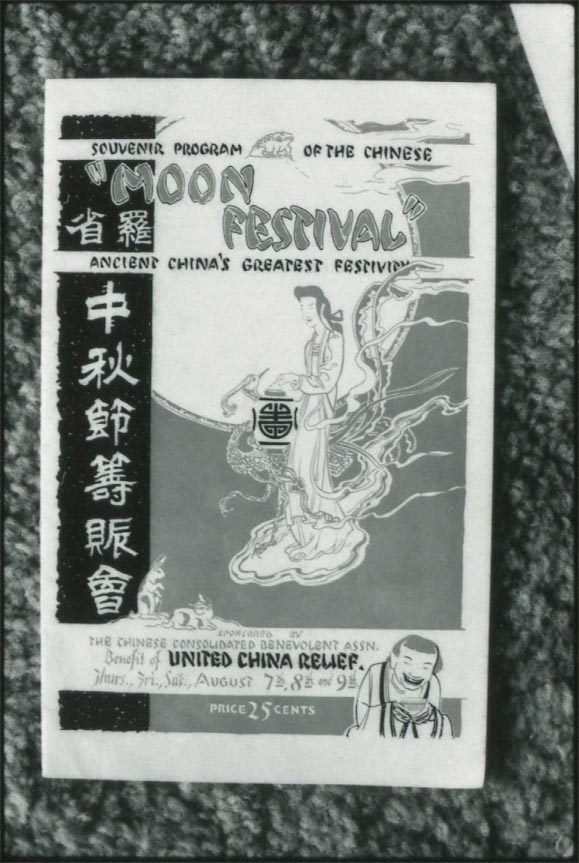 SOUVENIR PROGRAM OF THE CHINESE
"MOON
FESTIVAL"
羅省
ANCIENT CHINA'S GREATEST FESTIVITY
中秋節籌賑會
SPONSORED BY
THE CHINESE CONSOLIDATED BENEVOLENT ASSN.
Benefit of UNITED CHINA RELIEF.
Thurs., Fri., Sat., AUGUST 7th, 8th AND 9th
PRICE 25 CENTS